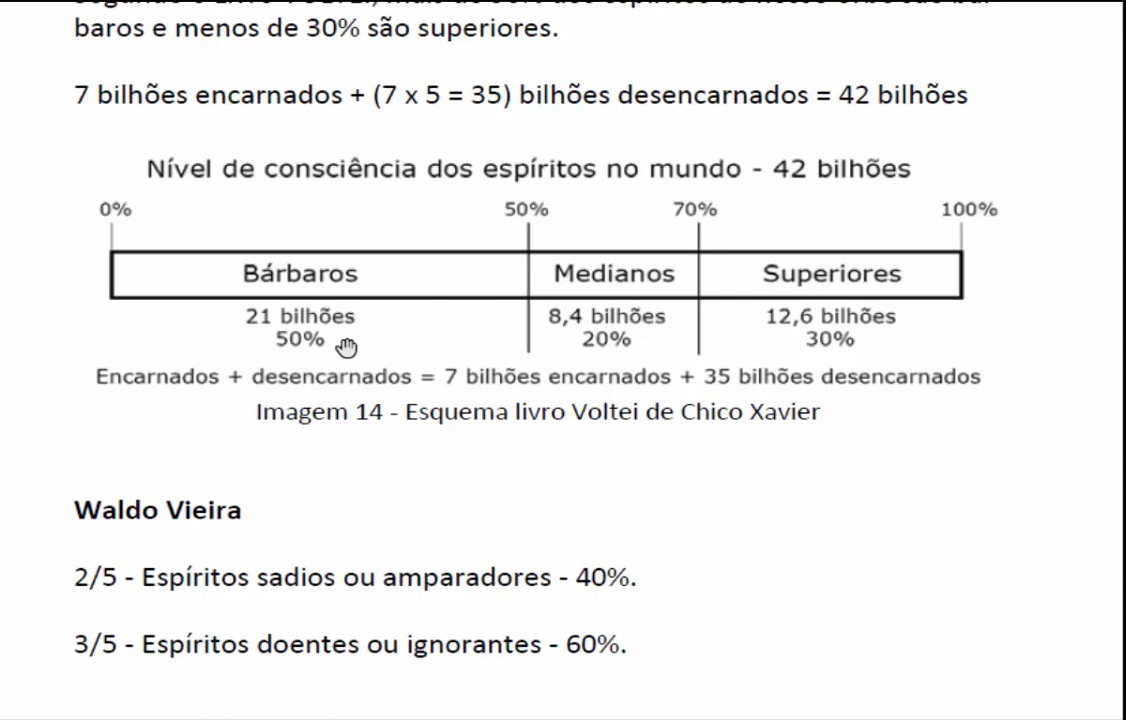 baros e menos de 30% são superiores.
7 bilhões encarnados + (7 x 5 = 35) bilhões desencarnados = 42 bilhões
Nível de consciência dos espíritos no mundo - 42 bilhões
0% 50% 70% 100%
Bárbaros Medianos Superiores
21 bilhões 8,4 bilhões 12,6 bilhões
50% 20% 30%
Encarnados + desencarnados = 7 bilhões encarnados + 35 bilhões desencarnados
Imagem 14 - Esquema livro Voltei de Chico Xavier
Waldo Vieira
2/5 - Espíritos sadios ou amparadores - 40%.
3/5 - Espíritos doentes ou ignorantes - 60%.